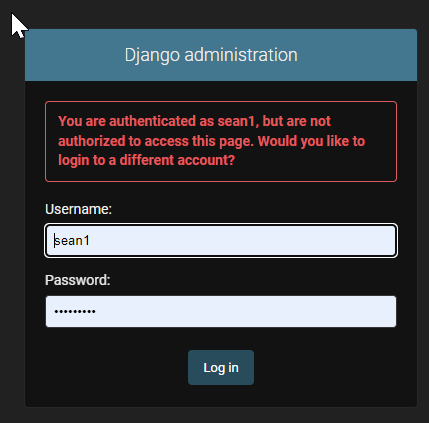 Django administration
You are authenticated as sean1, but are not
authorized to access this page. Would you like to
login to a different account?
Username:
sean1
Password:
•••••••••
Log in